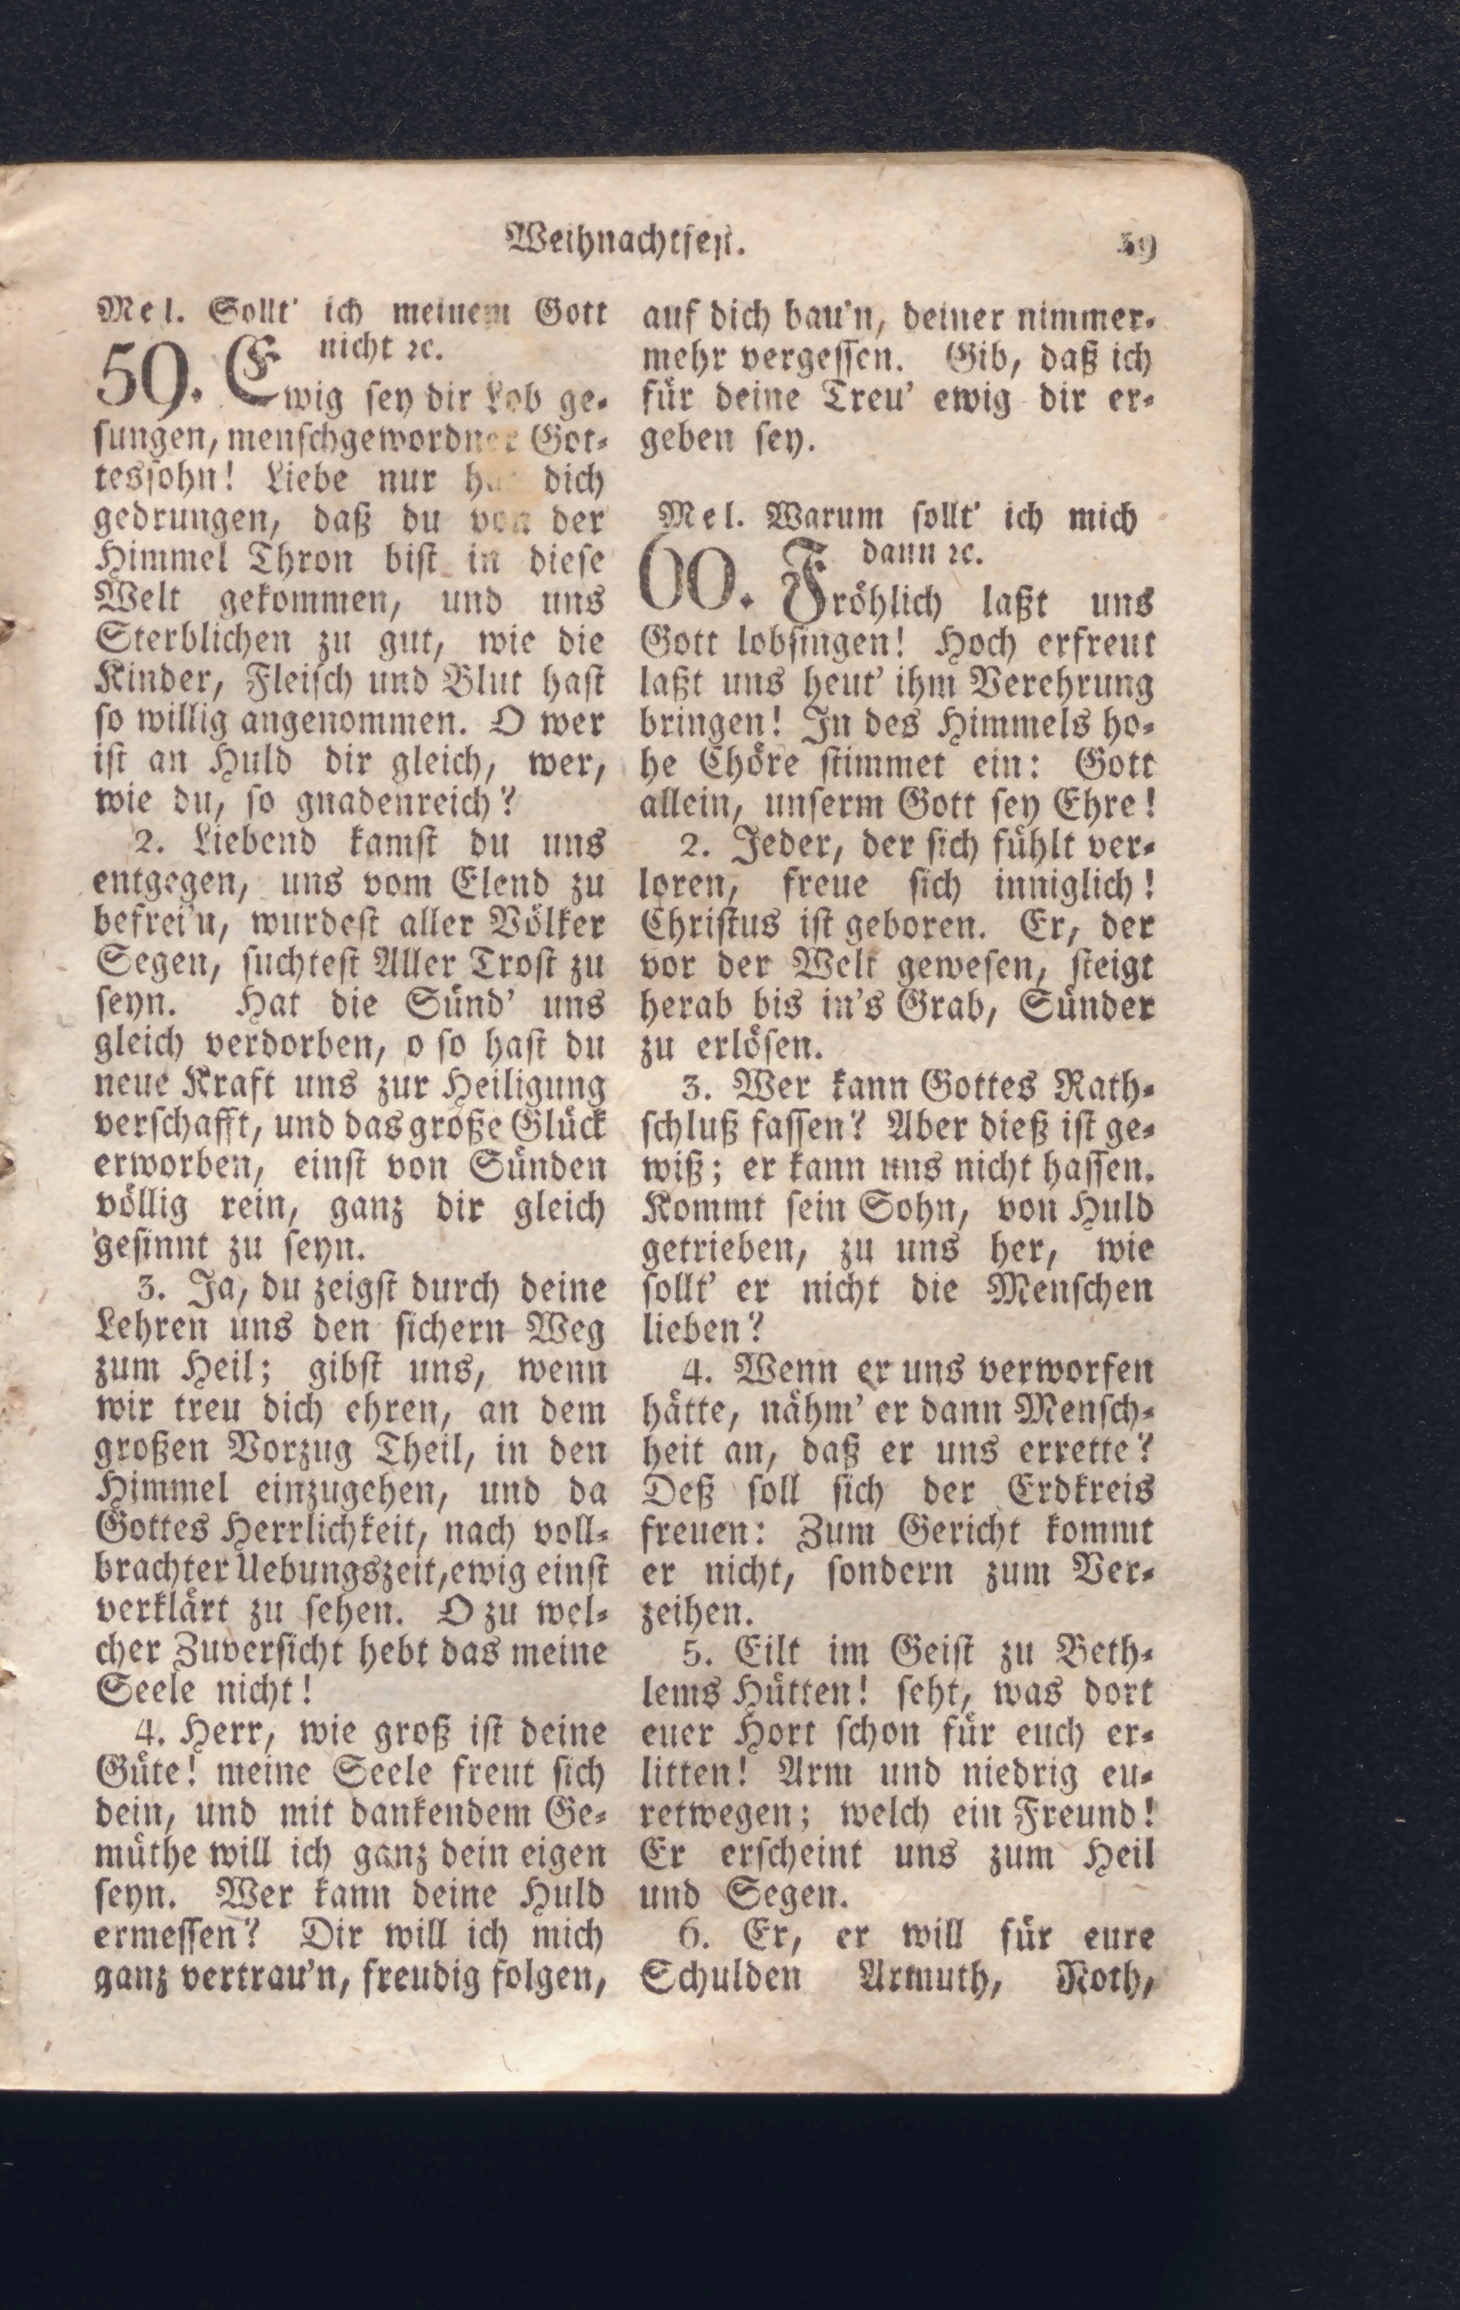 Weihnachtsfest. 39
Mel. Sollt' ich meinem Gott
nicht ꝛc.
59. Ewig sey dir Lob ge-
sungen, menschgewordner Got-
tessohn! Liebe nur hat dich
gedrungen, daß du von der
Himmel Thron bist in diese
Welt gekommen, und uns
Sterblichen zu gut, wie die
Kinder, Fleisch und Blut hast
so willig angenommen. O wer
ist an Huld dir gleich, wer,
wie du, so gnadenreich?
2. Liebend kamst du uns
entgegen, uns vom Elend zu
befrei'n, wurdest aller Völker
Segen, suchtest Aller Trost zu
seyn. Hat die Sünd' uns
gleich verdorben, o so hast du
neue Kraft uns zur Heiligung
verschafft, und das große Glück
erworben, einst von Sünden
völlig rein, ganz dir gleich
gesinnt zu seyn.
3. Ja, du zeigst durch deine
Lehren uns den sichern Weg
zum Heil; gibst uns, wenn
wir treu dich ehren, an dem
großen Vorzug Theil, in den
Himmel einzugehen, und da
Gottes Herrlichkeit, nach voll-
brachter Uebungszeit, ewig einst
verklärt zu sehen. O zu wel-
cher Zuversicht hebt das meine
Seele nicht!
4. Herr, wie groß ist deine
Güte! meine Seele freut sich
dein, und mit dankendem Ge-
müthe will ich ganz dein eigen
seyn. Wer kann deine Huld
ermessen? Dir will ich mich
ganz vertrau'n, freudig folgen,
auf dich bau'n, deiner nimmer-
mehr vergessen. Gib, daß ich
für deine Treu' ewig dir er-
geben sey.
Mel. Warum sollt' ich mich
dann ꝛc.
60. Fröhlich laßt uns
Gott lobsingen! Hoch erfreut
laßt uns heut' ihm Verehrung
bringen! In des Himmels ho-
he Chöre stimmet ein: Gott
allein, unserm Gott sey Ehre!
2. Jeder, der sich fühlt ver-
loren, freue sich inniglich!
Christus ist geboren. Er, der
vor der Welt gewesen, steigt
herab bis in's Grab, Sünder
zu erlösen.
3. Wer kann Gottes Rath-
schluß fassen? Aber dieß ist ge-
wiß; er kann uns nicht hassen.
Kommt sein Sohn, von Huld
getrieben, zu uns her, wie
sollt' er nicht die Menschen
lieben?
4. Wenn er uns verworfen
hätte, nähm' er dann Mensch-
heit an, daß er uns errette?
Deß soll sich der Erdkreis
freuen: Zum Gericht kommt
er nicht, sondern zum Ver-
zeihen.
5. Eilt im Geist zu Beth-
lems Hütten! seht, was dort
euer Hort schon für euch er-
litten! Arm und niedrig eu-
retwegen; welch ein Freund!
Er erscheint uns zum Heil
und Segen.
6. Er, er will für eure
Schulden Armuth, Noth,